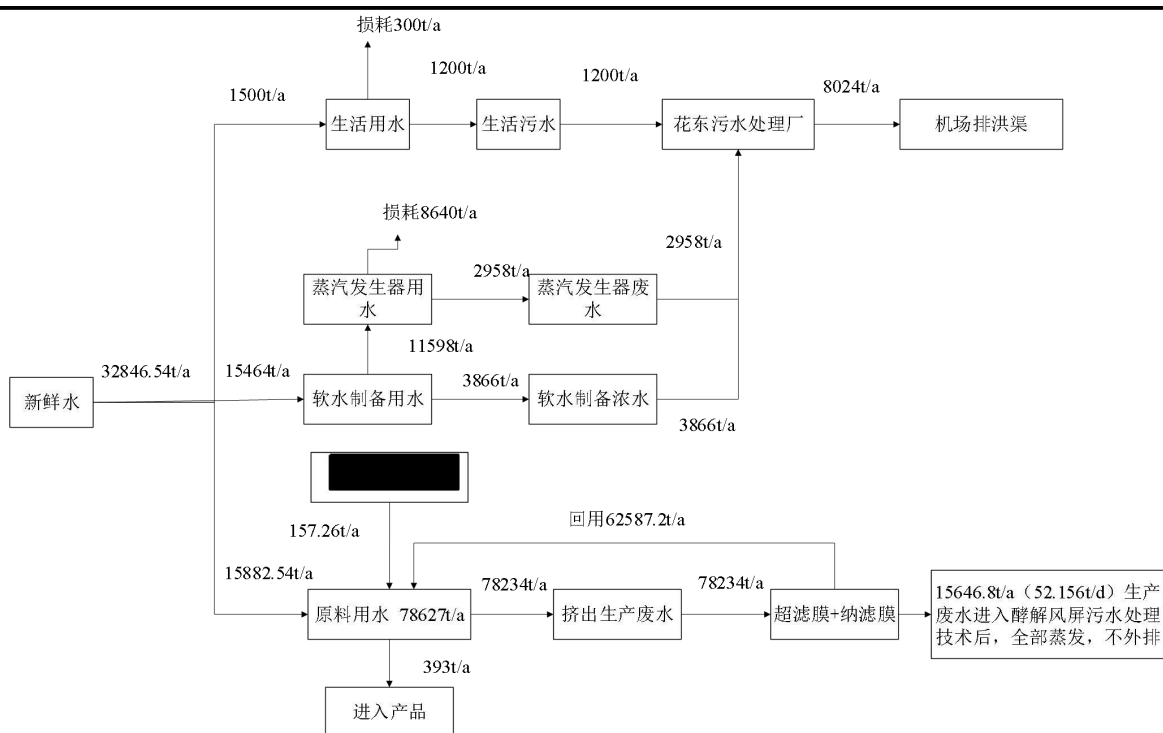 损耗300t/a
1500t/a
1200t/a
1200t/a
8024t/a
生活用水
生活污水
花东污水处理厂
机场排洪渠
损耗8640t/a
2958t/a
2958t/a
蒸汽发生器用
水
蒸汽发生器废
水
11598t/a
32846.54t/a
15464t/a
3866t/a
新鲜水
软水制备用水
软水制备浓水
3866t/a
157.26t/a
回用62587.2t/a
15882.54t/a
78234t/a
78234t/a
原料用水 78627t/a
挤出生产废水
超滤膜+纳滤膜
15646.8t/a（52.156t/d）生产
废水进入酵解风屏污水处理
技术后，全部蒸发，不外排
393t/a
进入产品